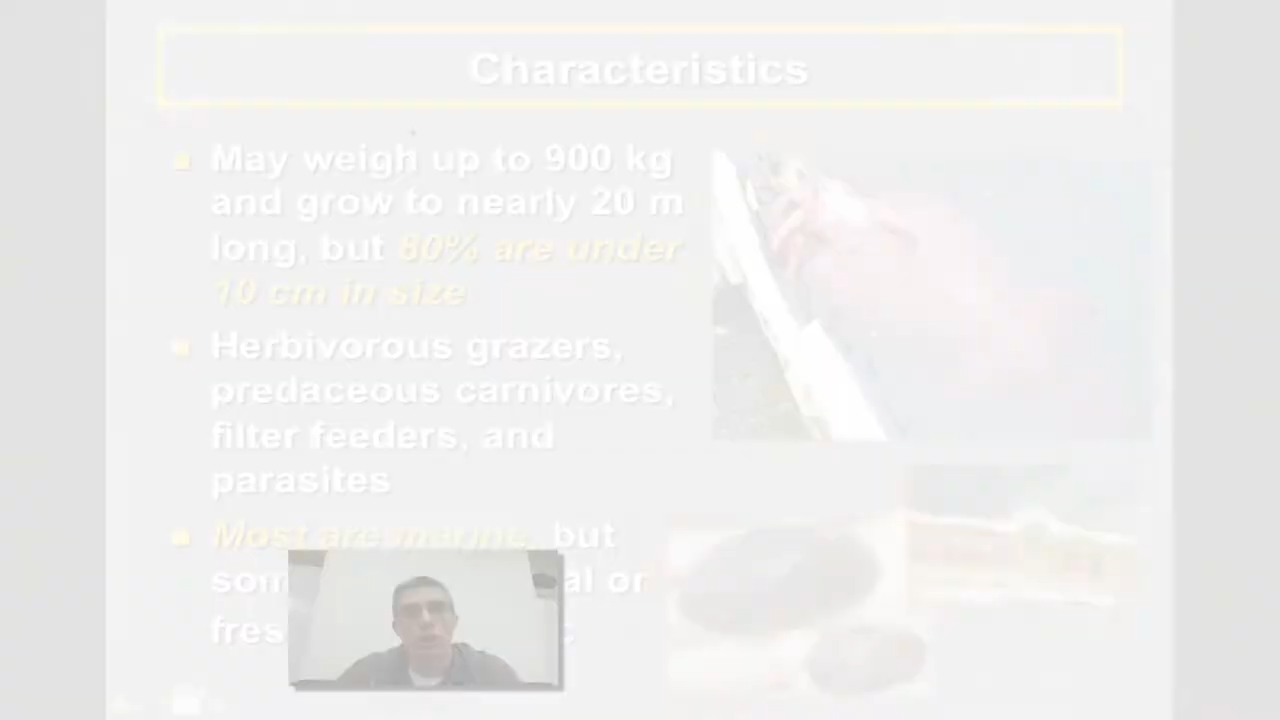 Characteristics
May weigh up to 900 kg
and grow to nearly 20 m
long, but 80% are under
10 cm in size
Herbivorous grazers,
predaceous carnivores,
filter feeders, and
parasites
Most are marine, but
al or